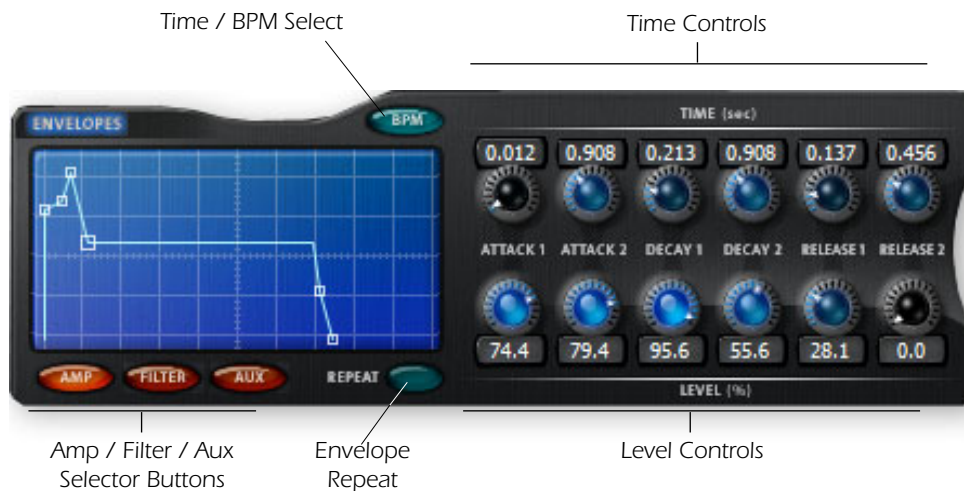 Time / BPM Select
Time Controls
ENVELOPES
BPM
TIME (sec)
0.012 0.908 0.213 0.908 0.137 0.456
ATTACK 1 ATTACK 2 DECAY 1 DECAY 2 RELEASE 1 RELEASE 2
74.4 79.4 95.6 55.6 28.1 0.0
AMP FILTER AUX REPEAT
LEVEL (%)
Amp / Filter / Aux
Selector Buttons
Envelope
Repeat
Level Controls